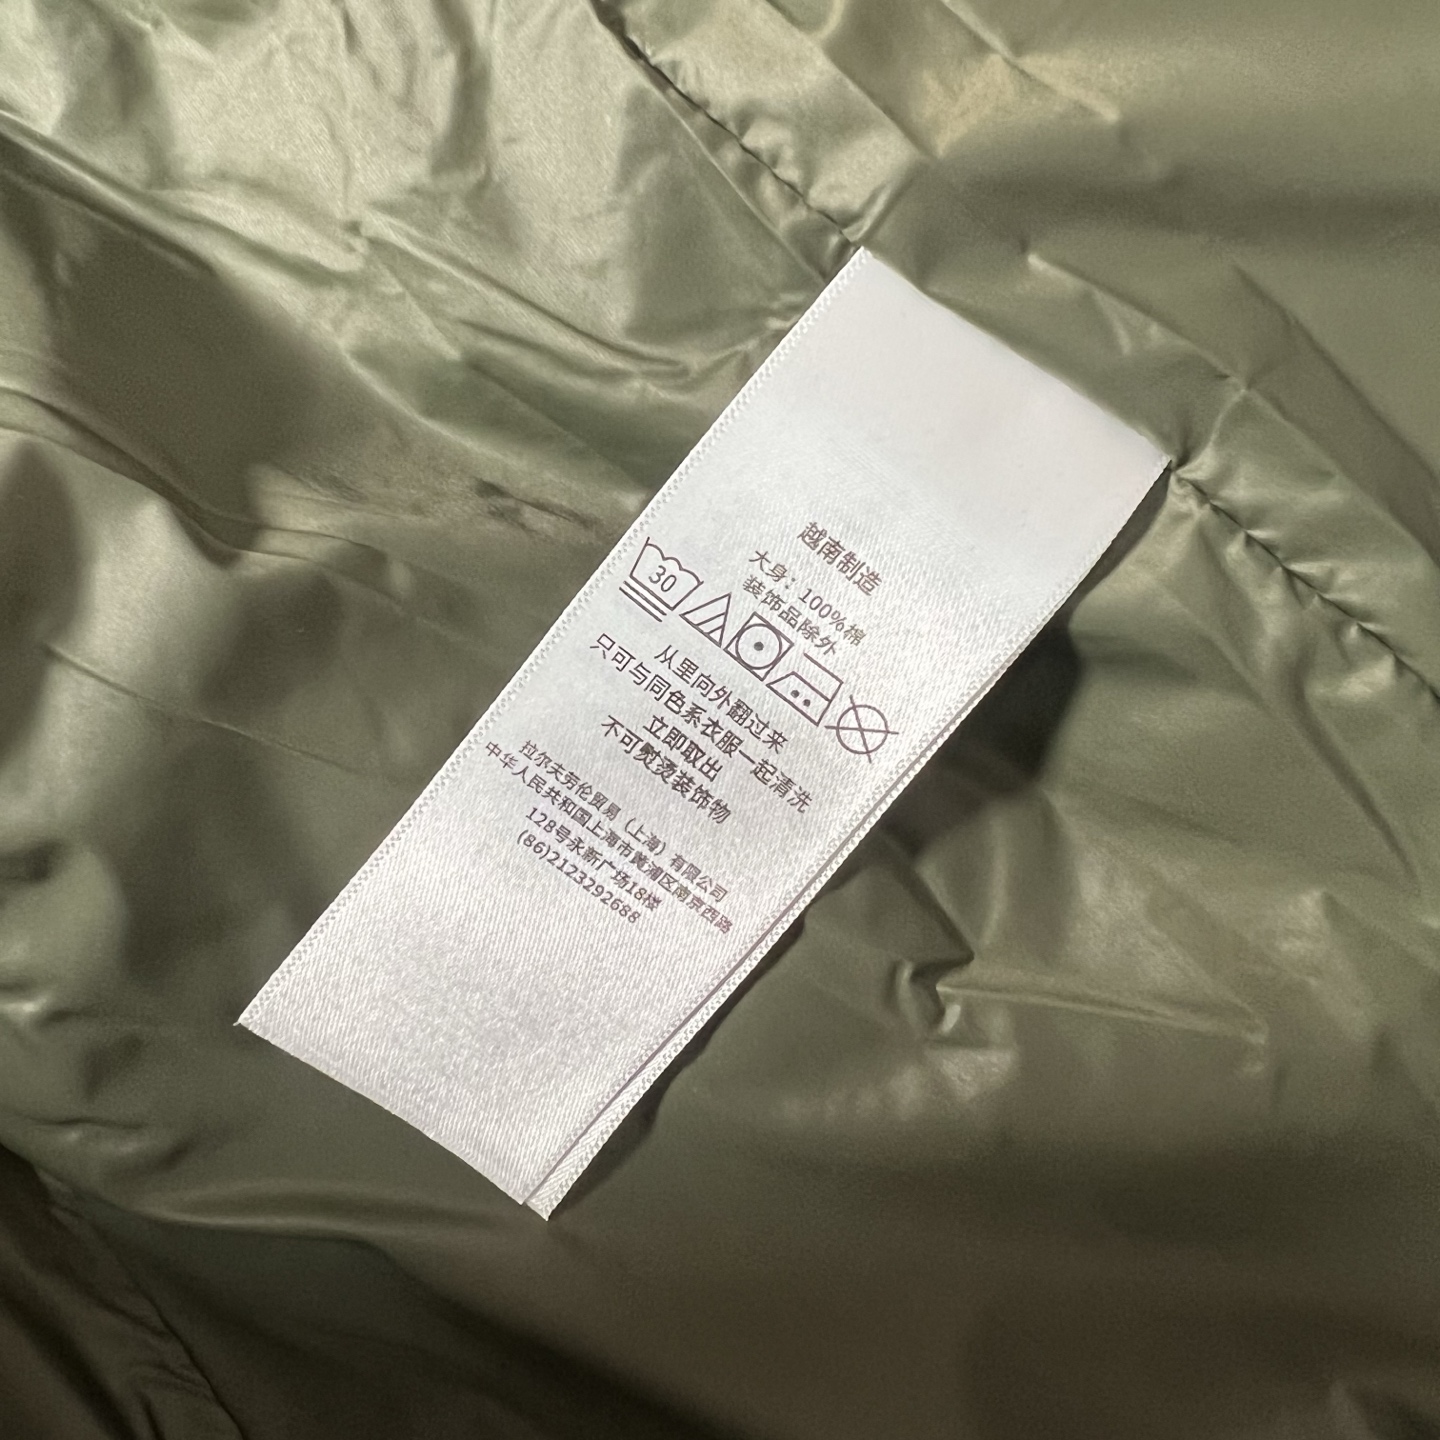 越南制造
大身：100%棉
装饰品除外
30
从里向外翻过来
只可与同色系衣服一起清洗
立即取出
不可熨烫装饰物
拉尔夫劳伦贸易（上海）有限公司
中华人民共和国上海市黄浦区南京西路
128号永新广场18楼
(86)2123292688